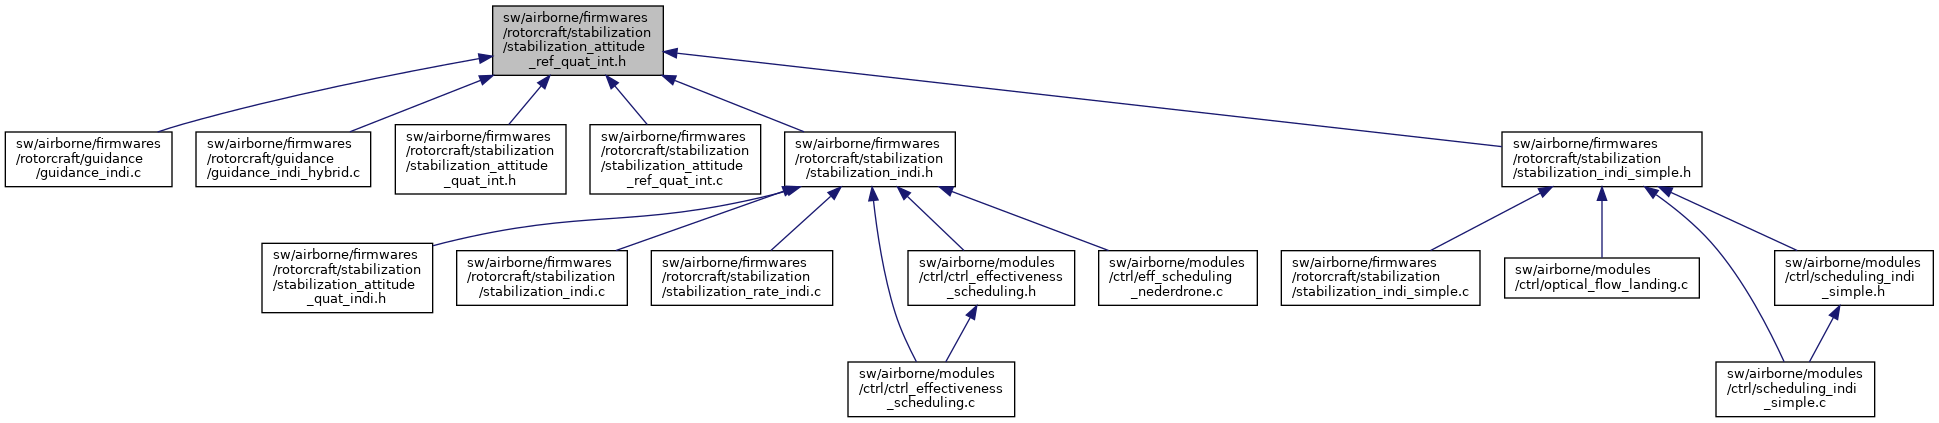 sw/airborne/firmwares
/rotorcraft/stabilization
/stabilization_attitude
_ref_quat_int.h
sw/airborne/firmwares
/rotorcraft/guidance
/guidance_indi.c
sw/airborne/firmwares
/rotorcraft/guidance
/guidance_indi_hybrid.c
sw/airborne/firmwares
/rotorcraft/stabilization
/stabilization_attitude
_quat_int.h
sw/airborne/firmwares
/rotorcraft/stabilization
/stabilization_attitude
_ref_quat_int.c
sw/airborne/firmwares
/rotorcraft/stabilization
/stabilization_indi.h
sw/airborne/firmwares
/rotorcraft/stabilization
/stabilization_indi_simple.h
sw/airborne/firmwares
/rotorcraft/stabilization
/stabilization_attitude
_quat_indi.h
sw/airborne/firmwares
/rotorcraft/stabilization
/stabilization_indi.c
sw/airborne/firmwares
/rotorcraft/stabilization
/stabilization_rate_indi.c
sw/airborne/modules
/ctrl/ctrl_effectiveness
_scheduling.h
sw/airborne/modules
/ctrl/eff_scheduling
_nederdrone.c
sw/airborne/firmwares
/rotorcraft/stabilization
/stabilization_indi_simple.c
sw/airborne/modules
/ctrl/optical_flow_landing.c
sw/airborne/modules
/ctrl/scheduling_indi
_simple.h
sw/airborne/modules
/ctrl/ctrl_effectiveness
_scheduling.c
sw/airborne/modules
/ctrl/scheduling_indi
_simple.c